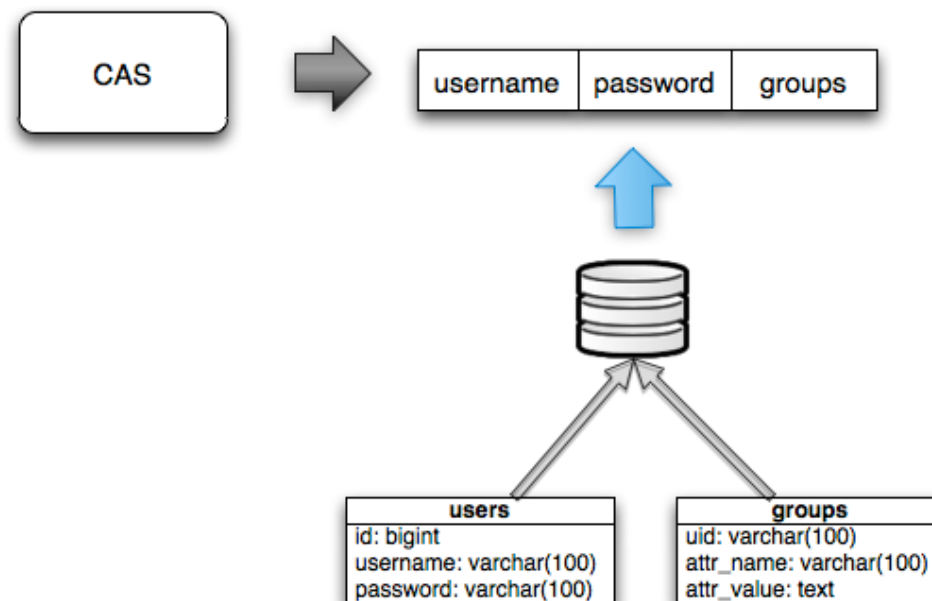 CAS
username password groups
users
id: bigint
username: varchar(100)
password: varchar(100)
groups
uid: varchar(100)
attr_name: varchar(100)
attr_value: text